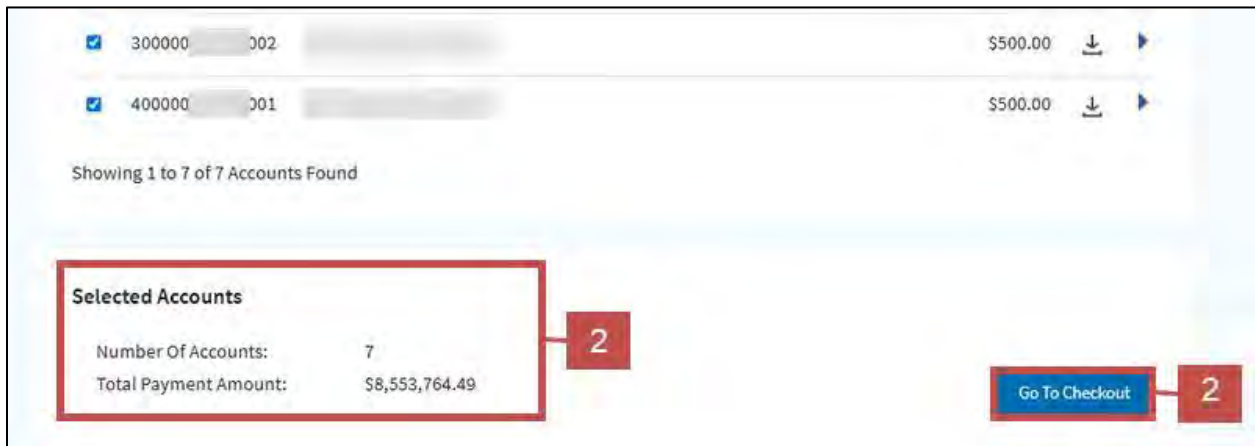 300000 002 $500.00
400000 001 $500.00
Showing 1 to 7 of 7 Accounts Found
Selected Accounts
Number Of Accounts: 7
2
Total Payment Amount: $8,553,764.49
Go To Checkout 2